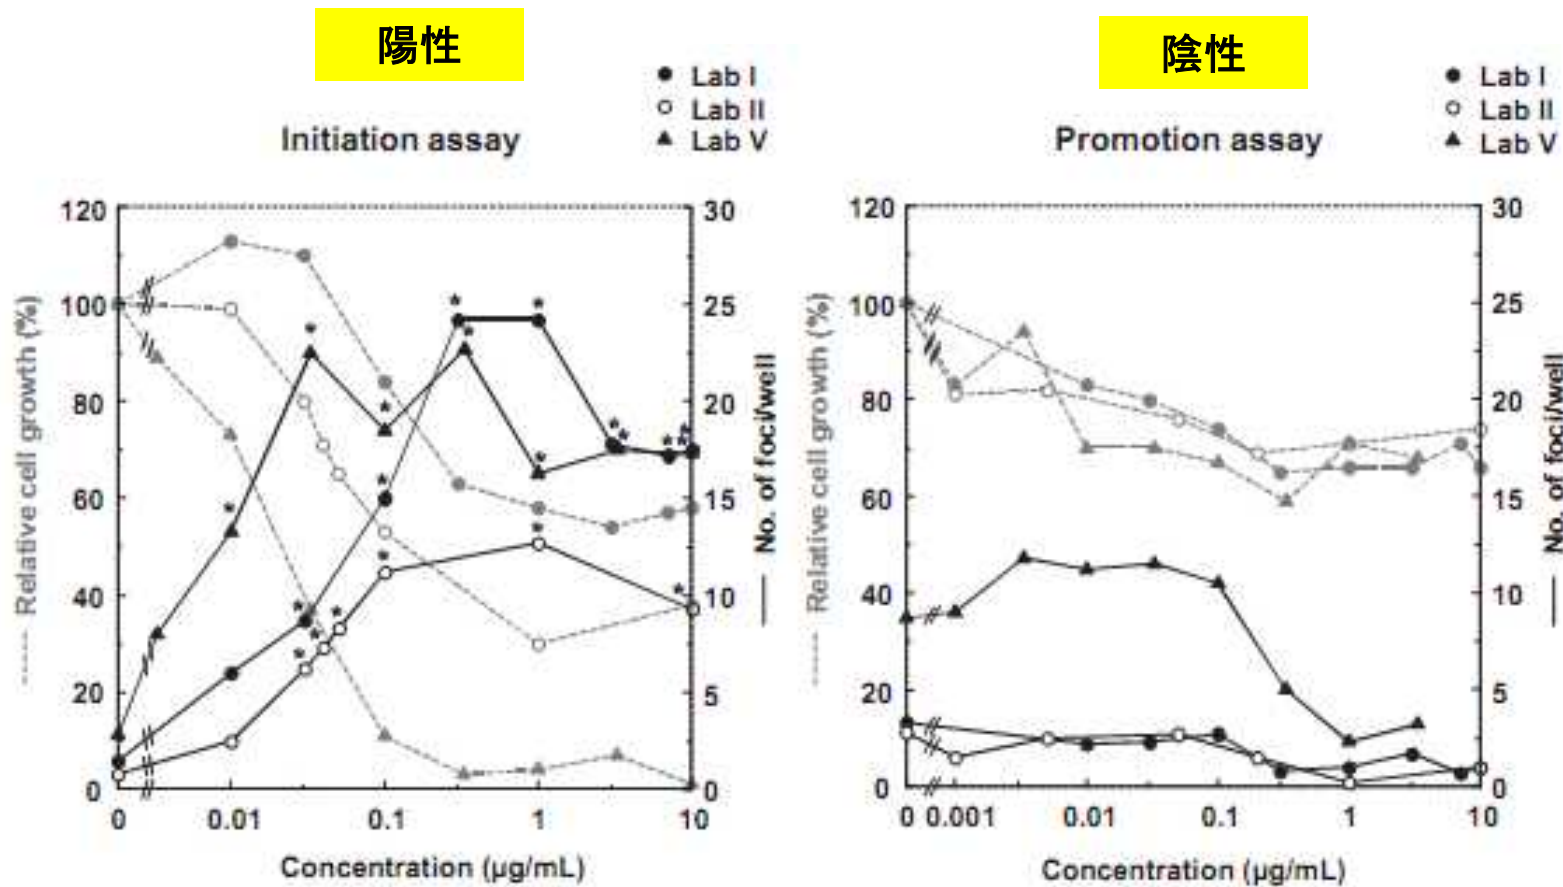 陽性
● Lab I
○ Lab II
▲ Lab V
Initiation assay
120
100
80
60
40
20
0
30
25
20
15
10
5
0
0 0.01 0.1 1 10
Concentration (µg/mL)
----- Relative cell growth (%)
— No. of foci/well
陰性
● Lab I
○ Lab II
▲ Lab V
Promotion assay
120
100
80
60
40
20
0
30
25
20
15
10
5
0
0 0.001 0.01 0.1 1 10
Concentration (µg/mL)
----- Relative cell growth (%)
— No. of foci/well